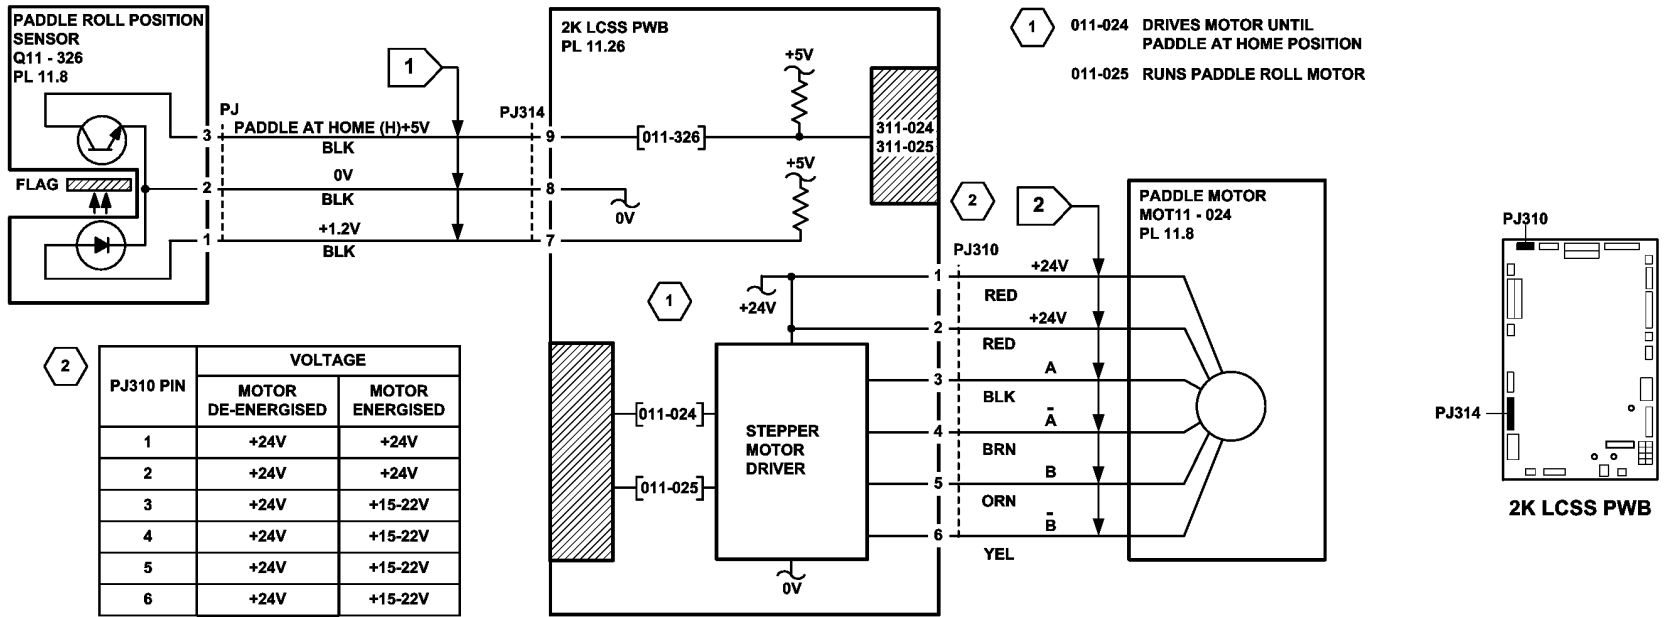 PADDLE ROLL POSITION
SENSOR
Q11 - 326
PL 11.8
FLAG
3
2
1
PJ
PADDLE AT HOME (H)+5V
BLK
0V
BLK
+1.2V
BLK
1
PJ314
9
8
7
2K LCSS PWB
PL 11.26
011-326
+5V
+5V
0V
311-024
311-025
1
011-024 DRIVES MOTOR UNTIL
PADDLE AT HOME POSITION
011-025 RUNS PADDLE ROLL MOTOR
2
2
PJ310
1
+24V
RED
2
+24V
RED
3
A
BLK
4
A̅
BRN
5
B
ORN
6
B̅
YEL
PADDLE MOTOR
MOT11 - 024
PL 11.8
1
+24V
011-024
011-025
STEPPER
MOTOR
DRIVER
0V
2
PJ310 PIN
VOLTAGE
MOTOR
DE-ENERGISED
MOTOR
ENERGISED
1 +24V +24V
2 +24V +24V
3 +24V +15-22V
4 +24V +15-22V
5 +24V +15-22V
6 +24V +15-22V
PJ310
PJ314
2K LCSS PWB